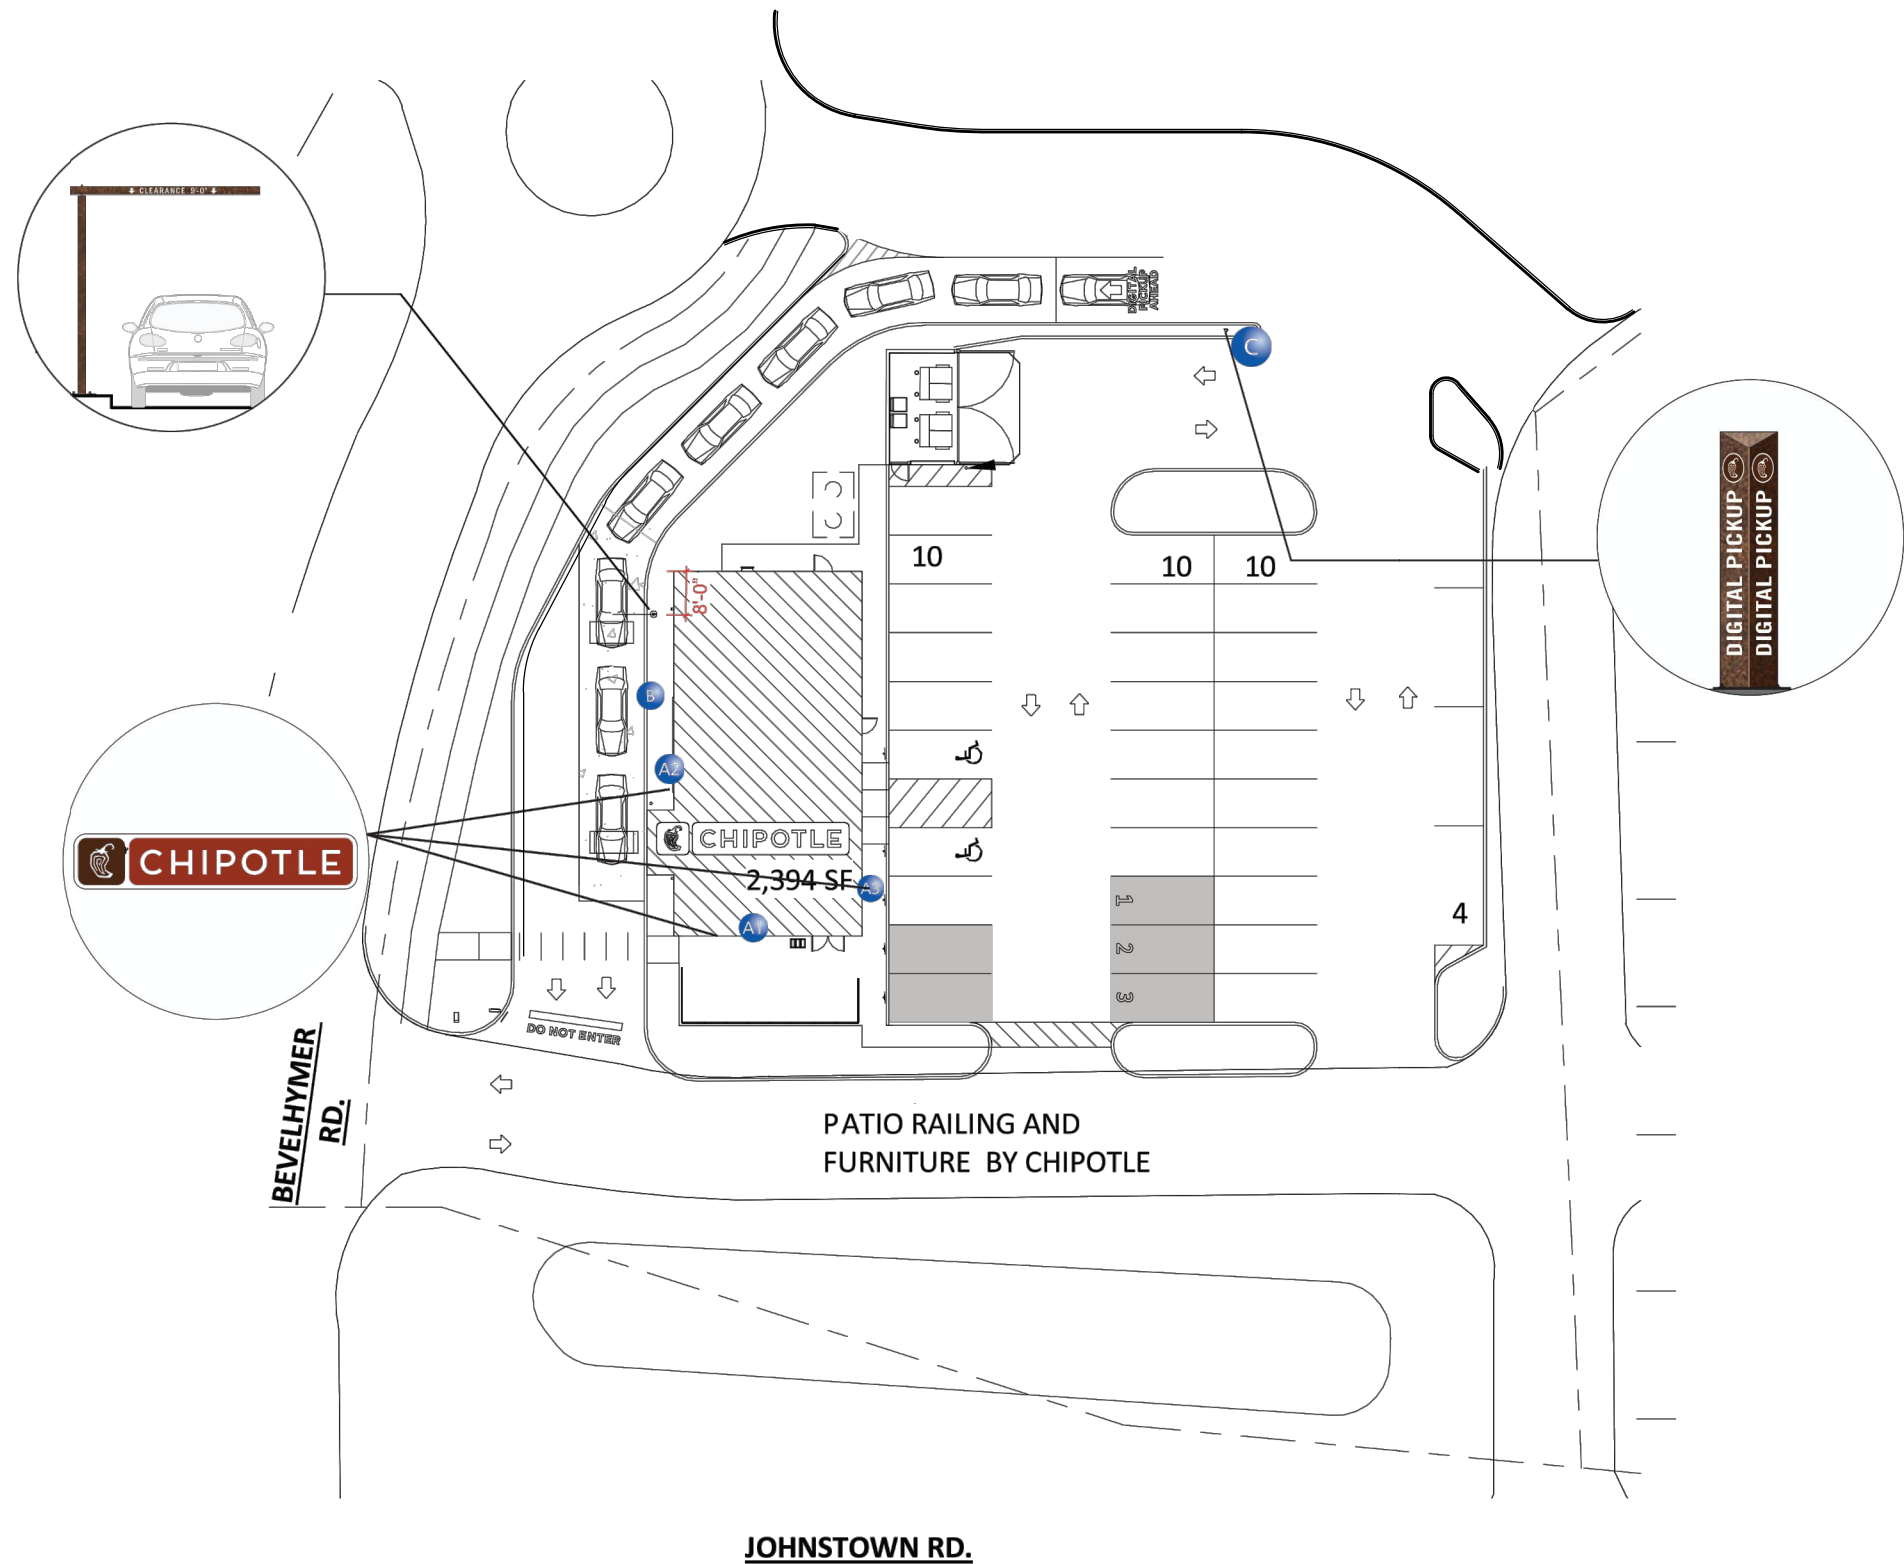 CLEARANCE 9'-0"
DIGITAL
PICKUP
AHEAD
C
DIGITAL PICKUP
DIGITAL PICKUP
10
10
10
8'-0"
B
A2
CHIPOTLE
CHIPOTLE
2,394 SF
A3
A1
1
2
3
4
DO NOT ENTER
BEVELHYMER
RD.
PATIO RAILING AND
FURNITURE BY CHIPOTLE
JOHNSTOWN RD.